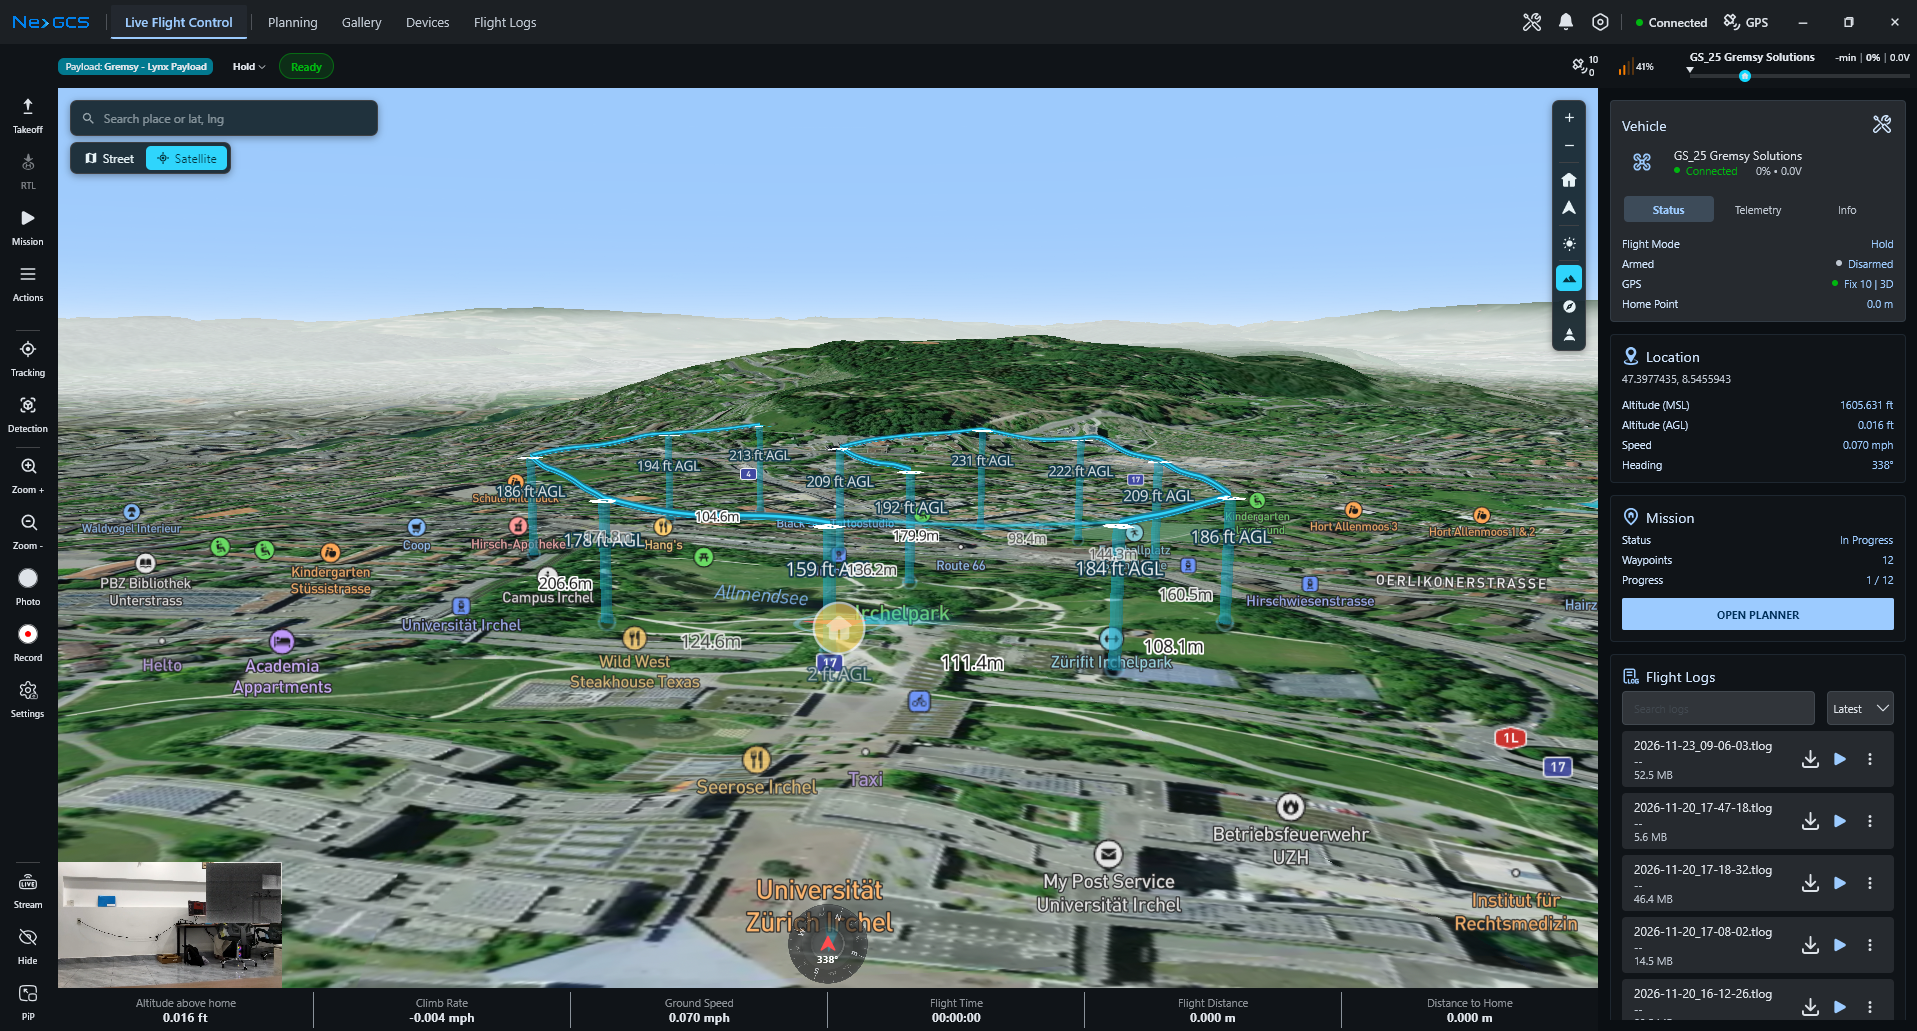 NexGCS
Live Flight Control
Planning
Gallery
Devices
Flight Logs
Connected
GPS
Payload: Gremsy - Lynx Payload
Hold
Ready
10
0
41%
GS_25 Gremsy Solutions
-min | 0% | 0.0V
Takeoff
RTL
Mission
Actions
Tracking
Detection
Zoom +
Zoom -
Photo
Record
Settings
Stream
Hide
PiP
LIVE
Search place or lat, lng
Street
Satellite
194 ft AGL
213 ft AGL
4
186 ft AGL
209 ft AGL
231 ft AGL
222 ft AGL
17
192 ft AGL
209 ft AGL
104.6m
Waldvogel Interieur
Coop
Hirsch-Apotheke
178 ft AGL
Hang's
179.9m
98.4m
186 ft AGL
Kindergarten
Hort Allenmoos 3
Hort Allenmoos 1 & 2
PBZ Bibliothek
Unterstrass
Kindergarten
Stüssistrasse
206.6m
Campus Irchel
159 ft AGL
136.2m
Route 66
184 ft AGL
160.5m
Hirschwiesenstrasse
OERLIKONERSTRASSE
Allmendsee
Irchelpark
Universität Irchel
Helto
Academia
Appartments
Wild West
Steakhouse Texas
124.6m
17
2 ft AGL
111.4m
Zürifit Irchelpark
108.1m
Seerose Irchel
Taxi
1L
17
Betriebsfeuerwehr
UZH
My Post Service
Universität Irchel
Institut für
Rechtsmedizin
Universität
Zürich Irchel
N
E
S
W
338°
Altitude above home
0.016 ft
Climb Rate
-0.004 mph
Ground Speed
0.070 mph
Flight Time
00:00:00
Flight Distance
0.000 m
Distance to Home
0.000 m
Vehicle
GS_25 Gremsy Solutions
Connected
0% • 0.0V
Status
Telemetry
Info
Flight Mode
Hold
Armed
Disarmed
GPS
Fix 10 | 3D
Home Point
0.0 m
Location
47.3977435, 8.5455943
Altitude (MSL)
1605.631 ft
Altitude (AGL)
0.016 ft
Speed
0.070 mph
Heading
338°
Mission
Status
In Progress
Waypoints
12
Progress
1 / 12
OPEN PLANNER
LOG
Flight Logs
Search logs
Latest
2026-11-23_09-06-03.tlog
--
52.5 MB
2026-11-20_17-47-18.tlog
--
5.6 MB
2026-11-20_17-18-32.tlog
--
46.4 MB
2026-11-20_17-08-02.tlog
--
14.5 MB
2026-11-20_16-12-26.tlog
--